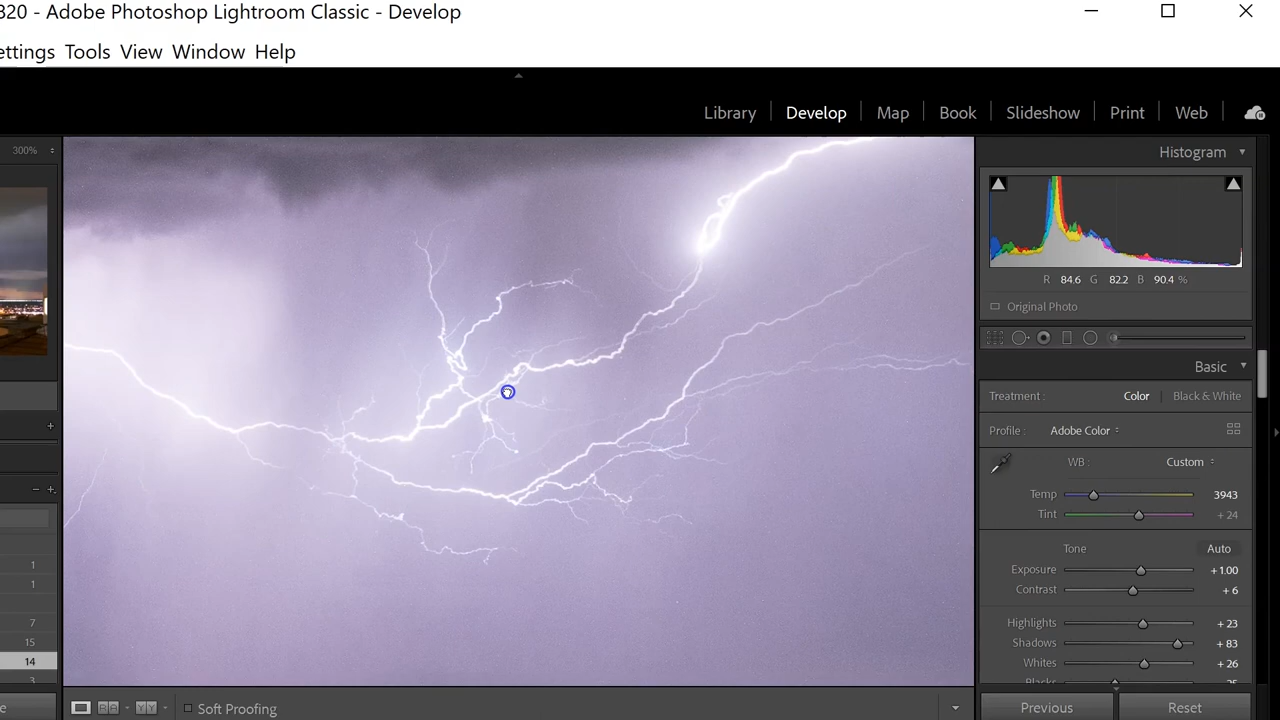 820 - Adobe Photoshop Lightroom Classic - Develop
ettings Tools View Window Help
Library Develop Map Book Slideshow Print Web
300%
Histogram
R 84.6 G 82.2 B 90.4 %
Original Photo
Basic
Treatment : Color Black & White
Profile : Adobe Color
WB : Custom
Temp 3943
Tint + 24
Tone Auto
Exposure + 1.00
Contrast + 6
Highlights + 23
Shadows + 83
Whites + 26
Blacks
1
1
7
15
14
3
e
Soft Proofing
Previous Reset